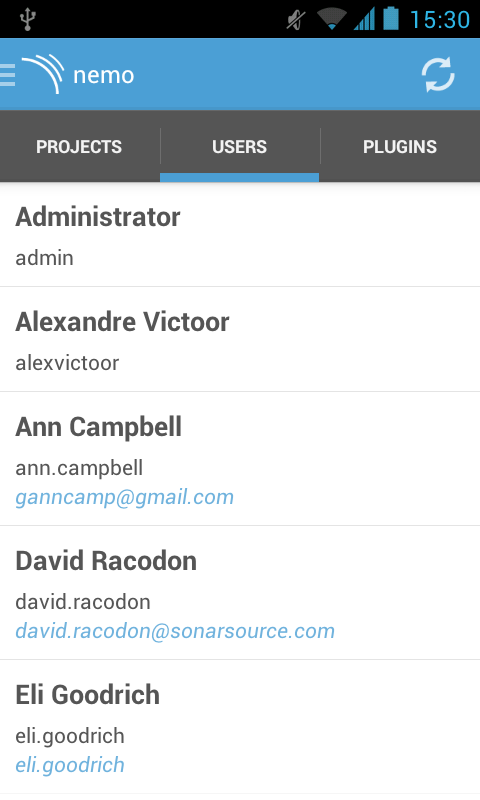 15:30
nemo
PROJECTS USERS PLUGINS
Administrator
admin
Alexandre Victoor
alexvictoor
Ann Campbell
ann.campbell
ganncamp@gmail.com
David Racodon
david.racodon
david.racodon@sonarsource.com
Eli Goodrich
eli.goodrich
eli.goodrich